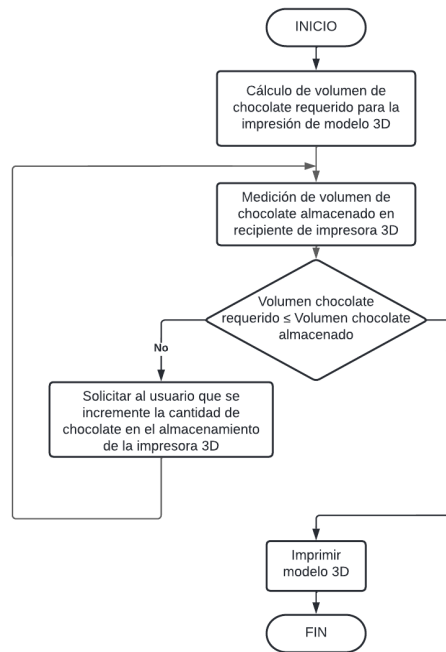 INICIO
Cálculo de volumen de
chocolate requerido para la
impresión de modelo 3D
Medición de volumen de
chocolate almacenado en
recipiente de impresora 3D
Volumen chocolate
requerido ≤ Volumen chocolate
almacenado
No
Solicitar al usuario que se
incremente la cantidad de
chocolate en el almacenamiento
de la impresora 3D
Imprimir
modelo 3D
FIN